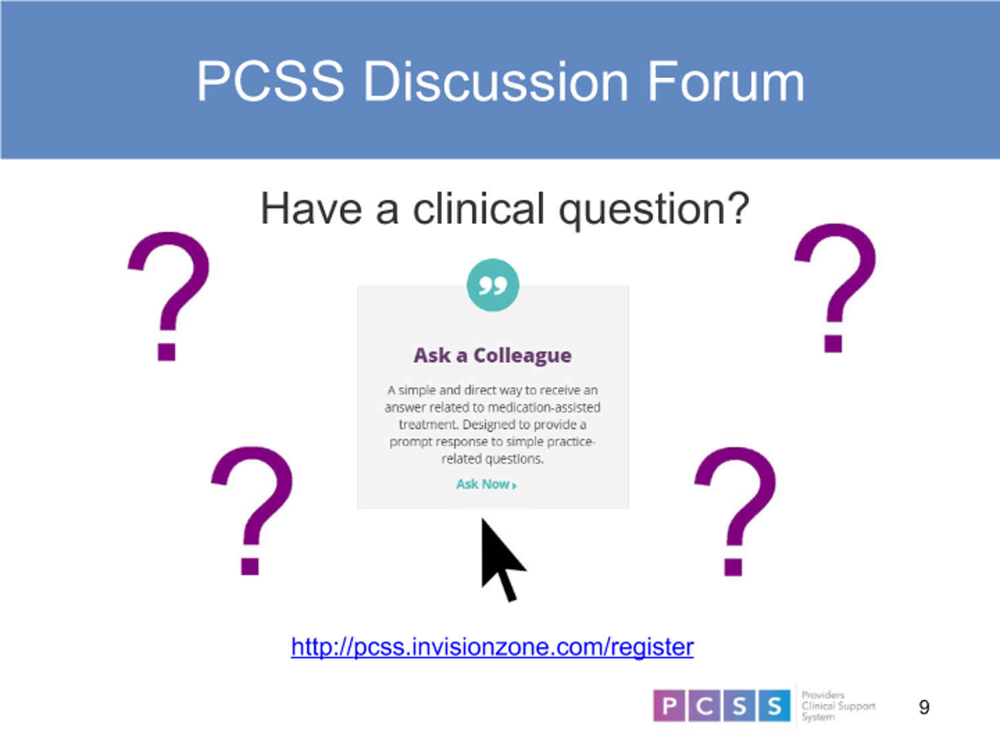 PCSS Discussion Forum
Have a clinical question?
? ?
”
Ask a Colleague
A simple and direct way to receive an
answer related to medication-assisted
treatment. Designed to provide a
prompt response to simple practice-
related questions.
Ask Now
? ?
http://pcss.invisionzone.com/register
PCSS
Providers
Clinical Support
System
9